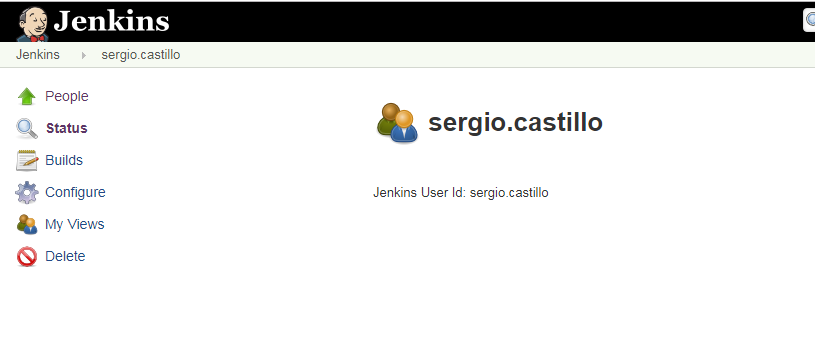 Jenkins
Jenkins sergio.castillo
People
Status
Builds
Configure
My Views
Delete
sergio.castillo
Jenkins User Id: sergio.castillo